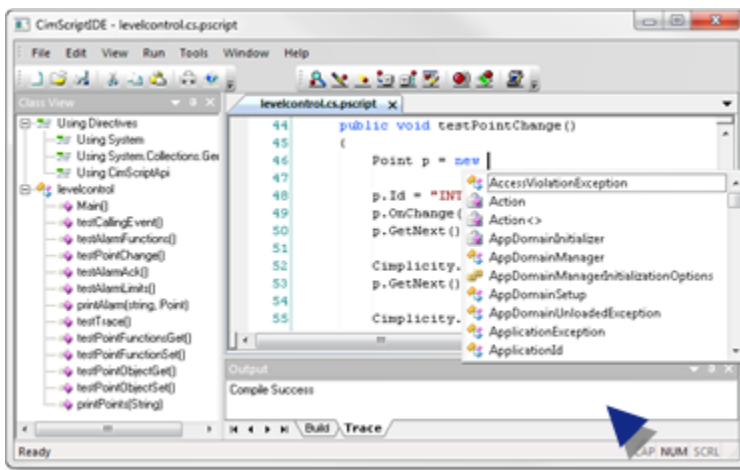 CimScriptIDE - levelcontrol.cs.pscript
File Edit View Run Tools Window Help
Class View
Using Directives
Using System
Using System.Collections.Ger
Using CimScriptApi
levelcontrol
Main()
testCallingEvent()
testAlarmFunctions()
testPointChange()
testAlarmAck()
testAlarmLimits()
printAlarm(string, Point)
testTrace()
testPointFunctionsGet()
testPointFunctionSet()
testPointObjectGet()
testPointObjectSet()
printPoints(String)
levelcontrol.cs.pscript x
44 public void testPointChange()
45 {
46 Point p = new
47
48 p.Id = "INT
49 p.OnChange(
50 p.GetNext()
51
52 Cimplicity.
53 p.GetNext()
54
55 Cimplicity.
AccessViolationException
Action
Action<>
AppDomainInitializer
AppDomainManager
AppDomainManagerInitializationOptions
AppDomainSetup
AppDomainUnloadedException
ApplicationException
ApplicationId
Output
Compile Success
Build Trace
Ready
CAP NUM SCRL